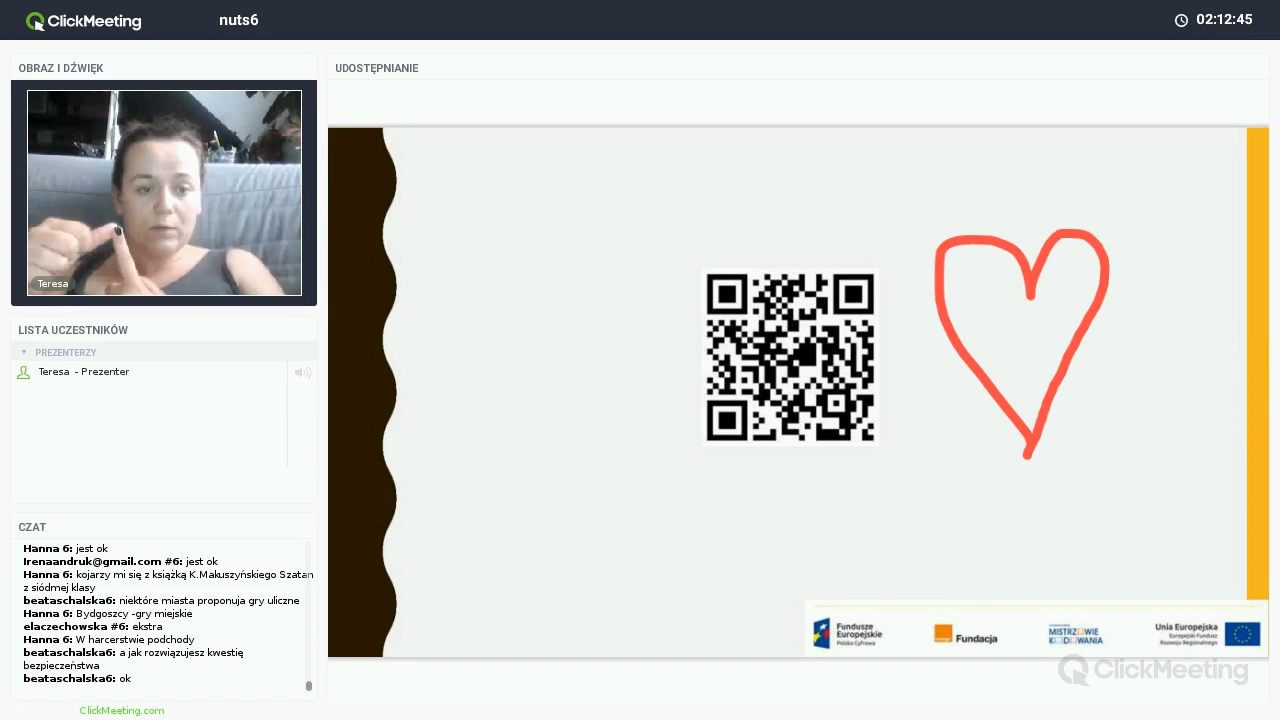 ClickMeeting
nuts6
02:12:45
OBRAZ I DŹWIĘK
Teresa
LISTA UCZESTNIKÓW
PREZENTERZY
Teresa - Prezenter
CZAT
Hanna 6: jest ok
Irenaandruk@gmail.com #6: jest ok
Hanna 6: kojarzy mi się z książką K.Makuszyńskiego Szatan
z siódmej klasy
beataschalska6: niektóre miasta proponuja gry uliczne
Hanna 6: Bydgoszcy -gry miejskie
elaczechowska #6: ekstra
Hanna 6: W harcerstwie podchody
beataschalska6: a jak rozwiązujesz kwestię
bezpieczeństwa
beataschalska6: ok
ClickMeeting.com
UDOSTĘPNIANIE
Fundusze
Europejskie
Polska Cyfrowa
Fundacja
MISTRZOWIE
KODOWANIA
Unia Europejska
Europejski Fundusz
Rozwoju Regionalnego
ClickMeeting